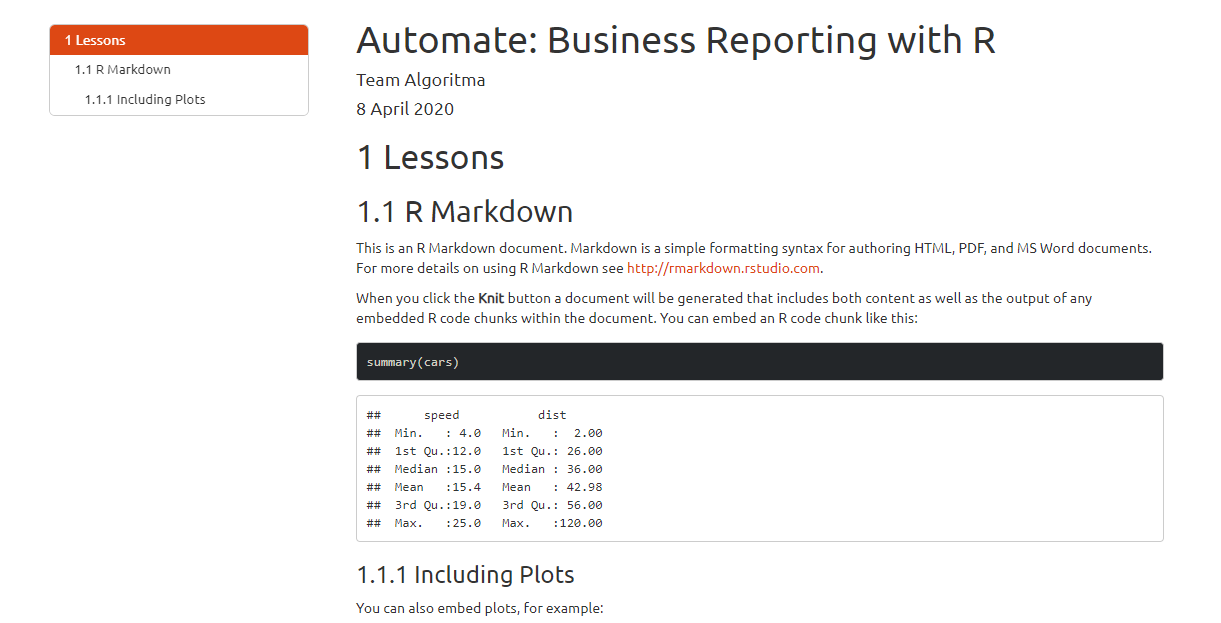 1 Lessons
1.1 R Markdown
1.1.1 Including Plots
Automate: Business Reporting with R
Team Algoritma
8 April 2020
1 Lessons
1.1 R Markdown
This is an R Markdown document. Markdown is a simple formatting syntax for authoring HTML, PDF, and MS Word documents.
For more details on using R Markdown see http://rmarkdown.rstudio.com.
When you click the Knit button a document will be generated that includes both content as well as the output of any
embedded R code chunks within the document. You can embed an R code chunk like this:
summary(cars)
##      speed           dist
##  Min.   : 4.0   Min.   :  2.00
##  1st Qu.:12.0   1st Qu.: 26.00
##  Median :15.0   Median : 36.00
##  Mean   :15.4   Mean   : 42.98
##  3rd Qu.:19.0   3rd Qu.: 56.00
##  Max.   :25.0   Max.   :120.00
1.1.1 Including Plots
You can also embed plots, for example: